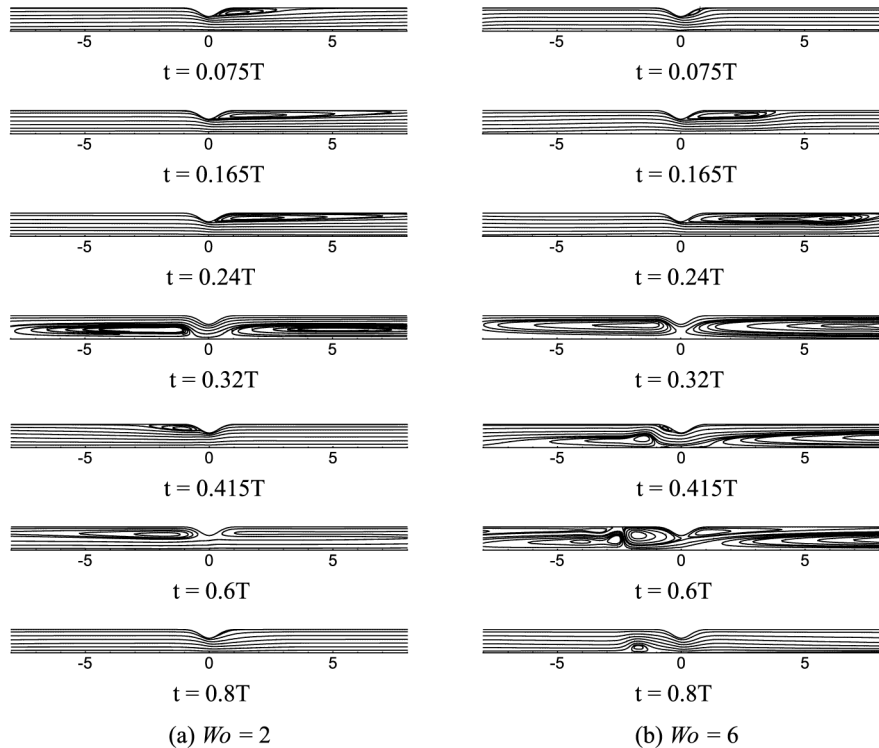 -5 0 5
t = 0.075T
-5 0 5
t = 0.165T
-5 0 5
t = 0.24T
-5 0 5
t = 0.32T
-5 0 5
t = 0.415T
-5 0 5
t = 0.6T
-5 0 5
t = 0.8T
(a) Wo = 2
-5 0 5
t = 0.075T
-5 0 5
t = 0.165T
-5 0 5
t = 0.24T
-5 0 5
t = 0.32T
-5 0 5
t = 0.415T
-5 0 5
t = 0.6T
-5 0 5
t = 0.8T
(b) Wo = 6